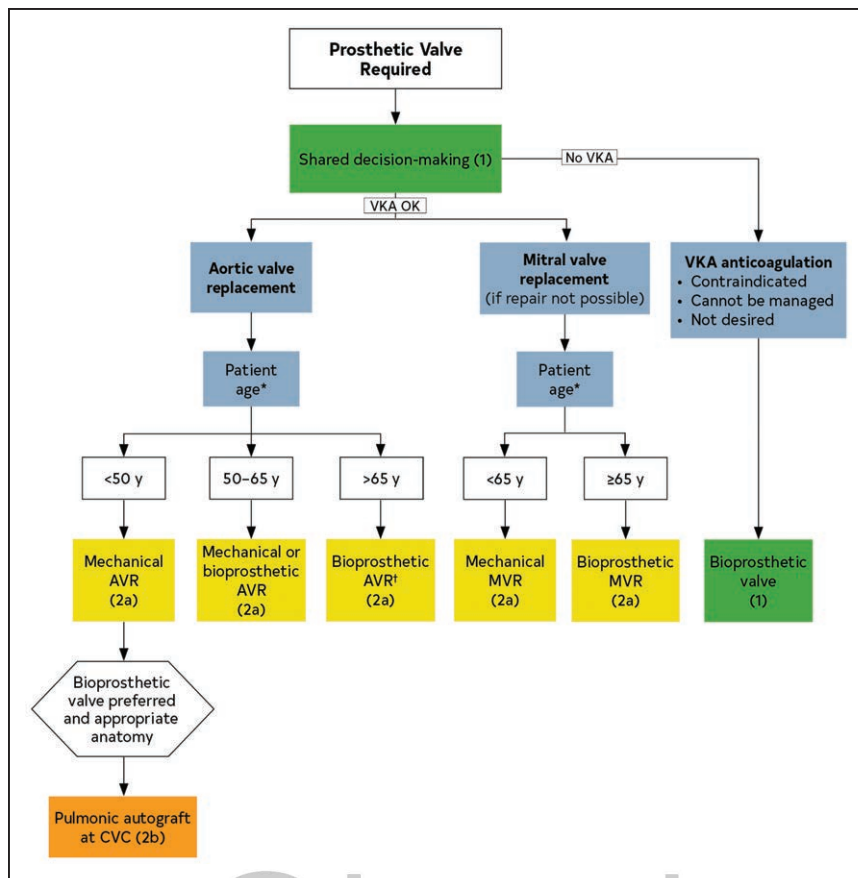 Prosthetic Valve
Required
Shared decision-making (1)
No VKA
VKA OK
Aortic valve
replacement
Mitral valve
replacement
(if repair not possible)
VKA anticoagulation
• Contraindicated
• Cannot be managed
• Not desired
Patient
age*
Patient
age*
<50 y
50–65 y
>65 y
<65 y
≥65 y
Mechanical
AVR
(2a)
Mechanical or
bioprosthetic
AVR
(2a)
Bioprosthetic
AVR†
(2a)
Mechanical
MVR
(2a)
Bioprosthetic
MVR
(2a)
Bioprosthetic
valve
(1)
Bioprosthetic
valve preferred
and appropriate
anatomy
Pulmonic autograft
at CVC (2b)